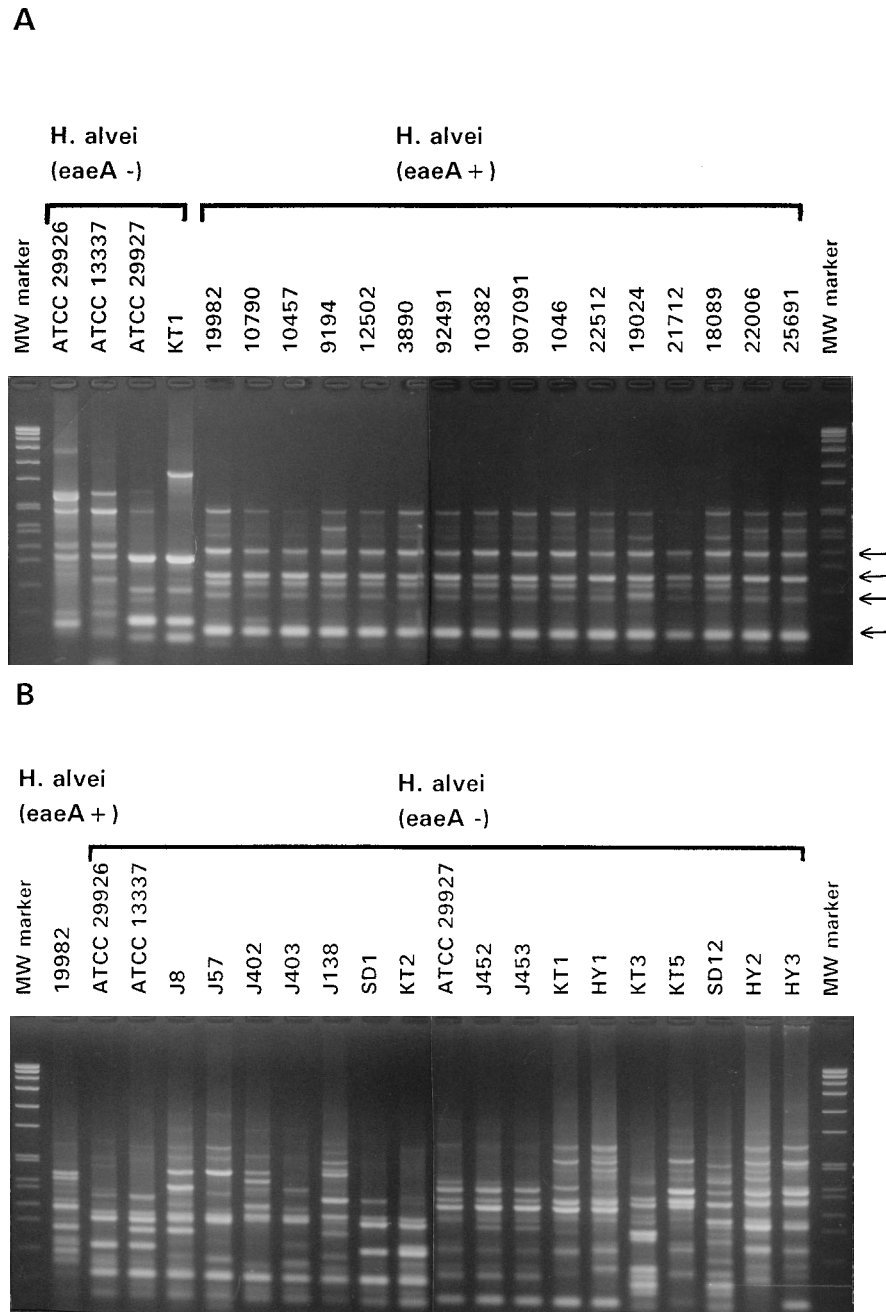 A
H. alvei
(eaeA -)
H. alvei
(eaeA +)
MW marker
ATCC 29926
ATCC 13337
ATCC 29927
KT1
19982
10790
10457
9194
12502
3890
92491
10382
907091
1046
22512
19024
21712
18089
22006
25691
MW marker
B
H. alvei
(eaeA +)
H. alvei
(eaeA -)
MW marker
19982
ATCC 29926
ATCC 13337
J8
J57
J402
J403
J138
SD1
KT2
ATCC 29927
J452
J453
KT1
HY1
KT3
KT5
SD12
HY2
HY3
MW marker